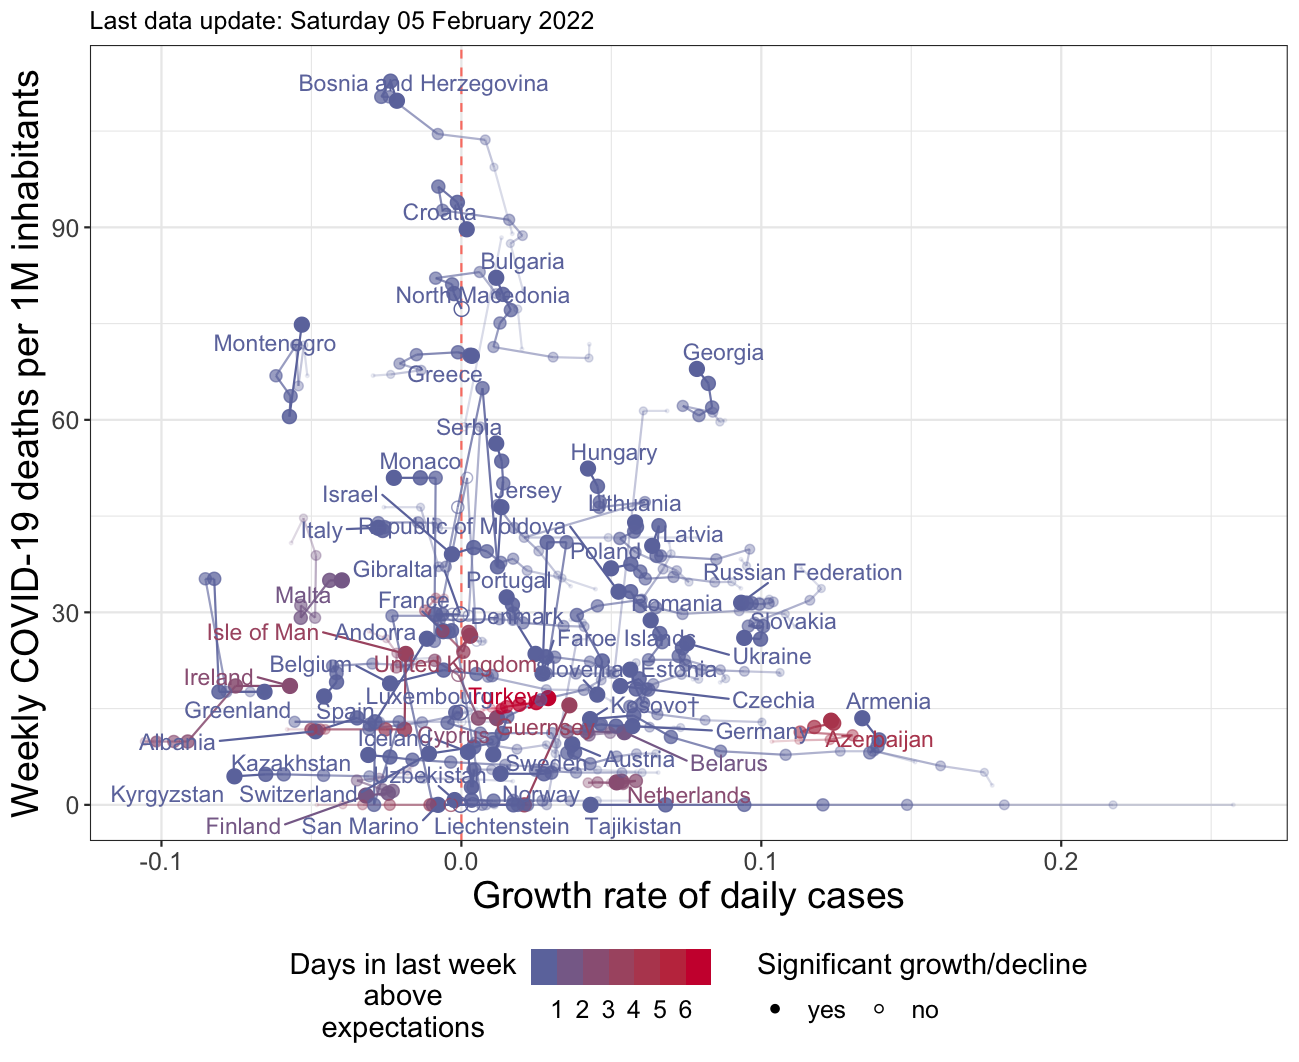 Last data update: Saturday 05 February 2022
Weekly COVID-19 deaths per 1M inhabitants
90
60
30
0
Bosnia and Herzegovina
Croatia
Bulgaria
North Macedonia
Montenegro
Georgia
Greece
Serbia
Hungary
Monaco
Israel
Jersey
Lithuania
Italy
Republic of Moldova
Latvia
Poland
Gibraltar
Portugal
Russian Federation
Malta
France
Romania
Denmark
Slovakia
Isle of Man
Andorra
Faroe Islands
Ukraine
Belgium
United Kingdom
Slovenia
Estonia
Ireland
Luxembourg
Turkey
Kosovo†
Czechia
Armenia
Greenland
Spain
Guernsey
Germany
Albania
Iceland
Cyprus
Azerbaijan
Kazakhstan
Uzbekistan
Sweden
Austria
Belarus
Kyrgyzstan
Switzerland
Norway
Netherlands
Finland
San Marino
Liechtenstein
Tajikistan
-0.1
0.0
0.1
0.2
Growth rate of daily cases
Days in last week
above
expectations
1 2 3 4 5 6
Significant growth/decline
yes
no